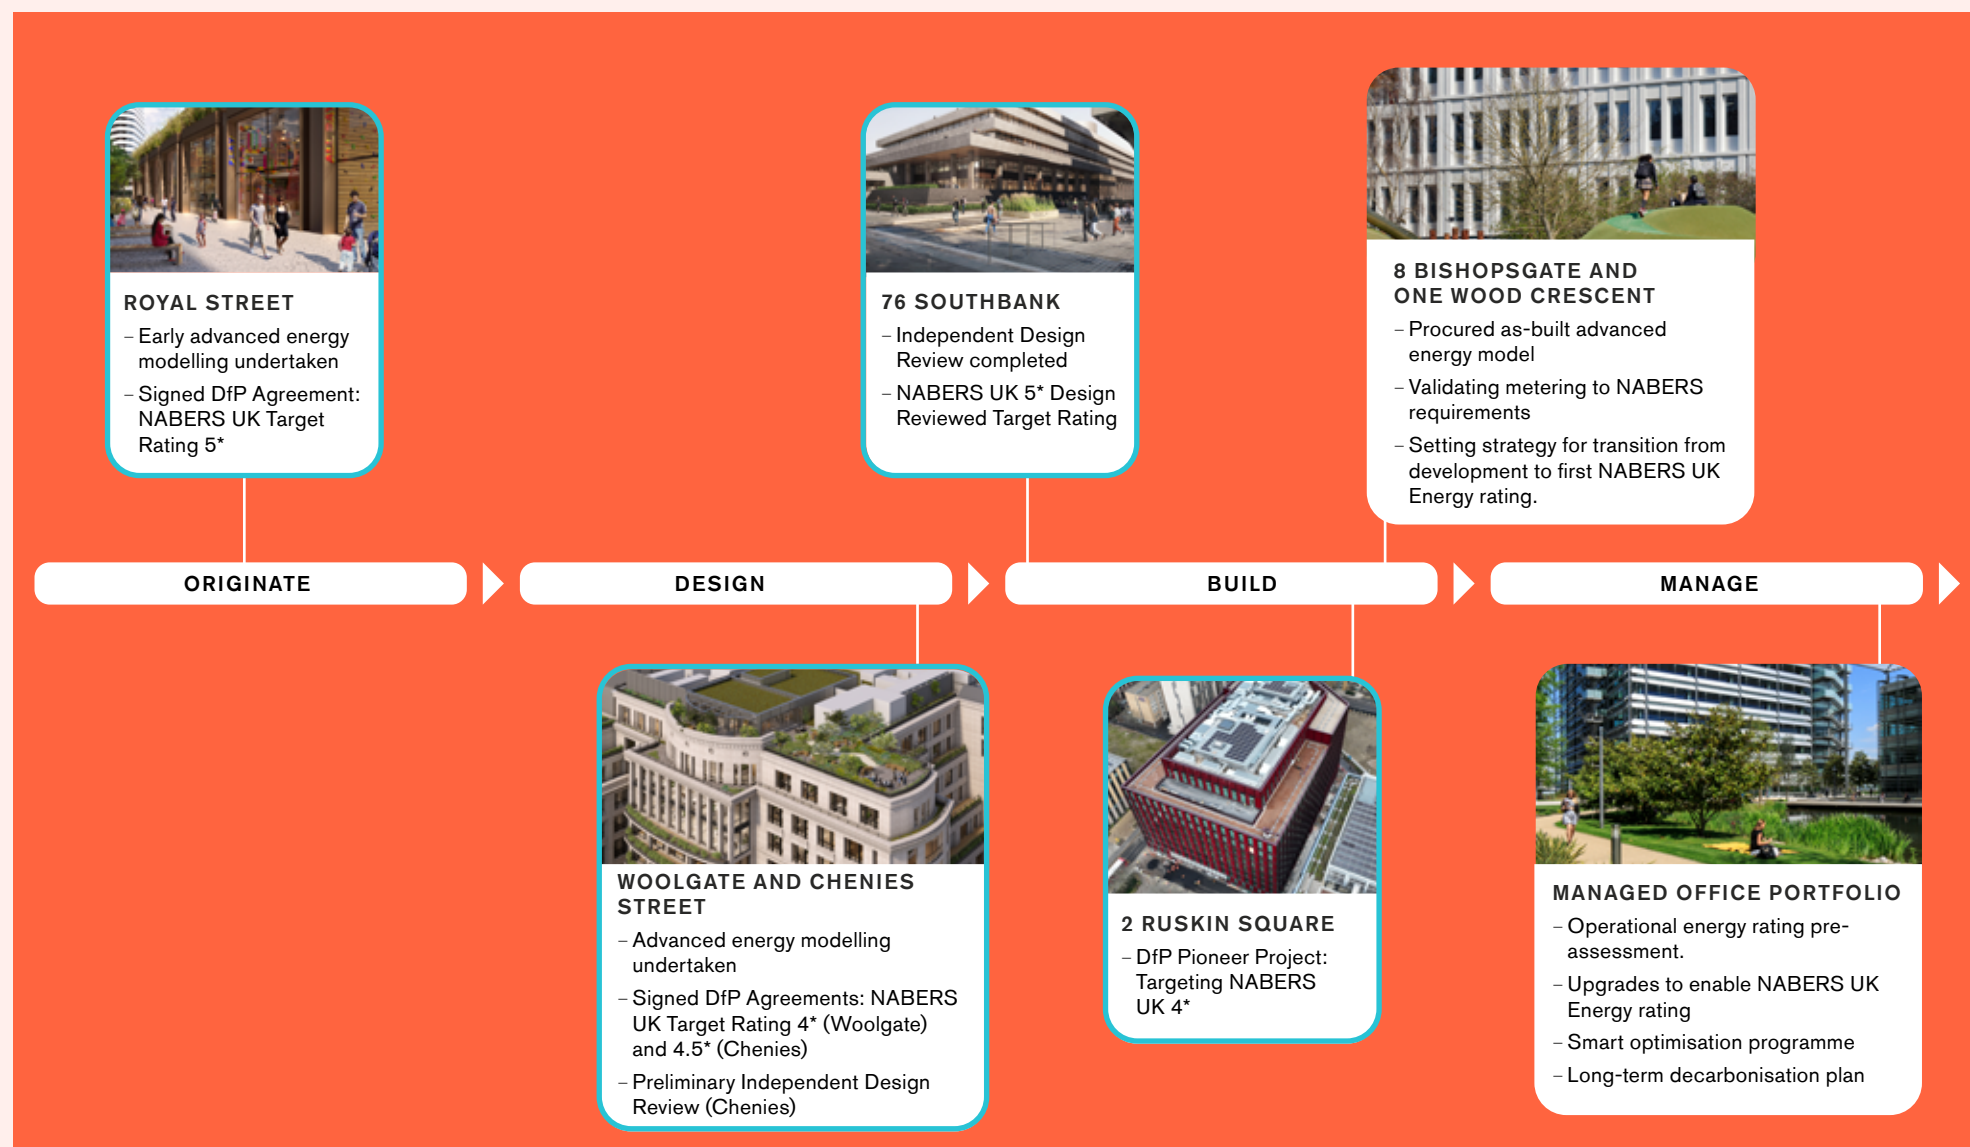 ROYAL STREET
– Early advanced energy
modelling undertaken
– Signed DfP Agreement:
NABERS UK Target
Rating 5*
76 SOUTHBANK
– Independent Design
Review completed
– NABERS UK 5* Design
Reviewed Target Rating
8 BISHOPSGATE AND
ONE WOOD CRESCENT
– Procured as-built advanced
energy model
– Validating metering to NABERS
requirements
– Setting strategy for transition from
development to first NABERS UK
Energy rating.
ORIGINATE
DESIGN
BUILD
MANAGE
WOOLGATE AND CHENIES
STREET
– Advanced energy modelling
undertaken
– Signed DfP Agreements: NABERS
UK Target Rating 4* (Woolgate)
and 4.5* (Chenies)
– Preliminary Independent Design
Review (Chenies)
2 RUSKIN SQUARE
– DfP Pioneer Project:
Targeting NABERS
UK 4*
MANAGED OFFICE PORTFOLIO
– Operational energy rating pre-
assessment.
– Upgrades to enable NABERS UK
Energy rating
– Smart optimisation programme
– Long-term decarbonisation plan